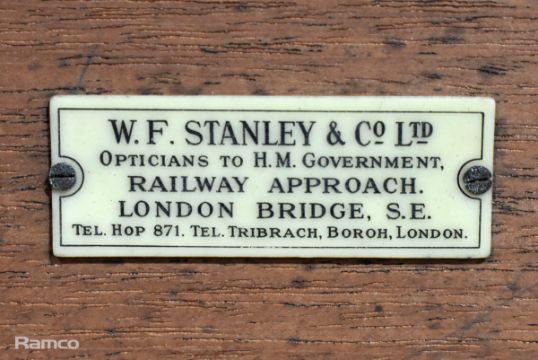 W. F. STANLEY & Cº LTD
OPTICIANS TO H.M. GOVERNMENT,
RAILWAY APPROACH.
LONDON BRIDGE, S.E.
TEL. HOP 871. TEL. TRIBRACH, BOROH, LONDON.
Ramco